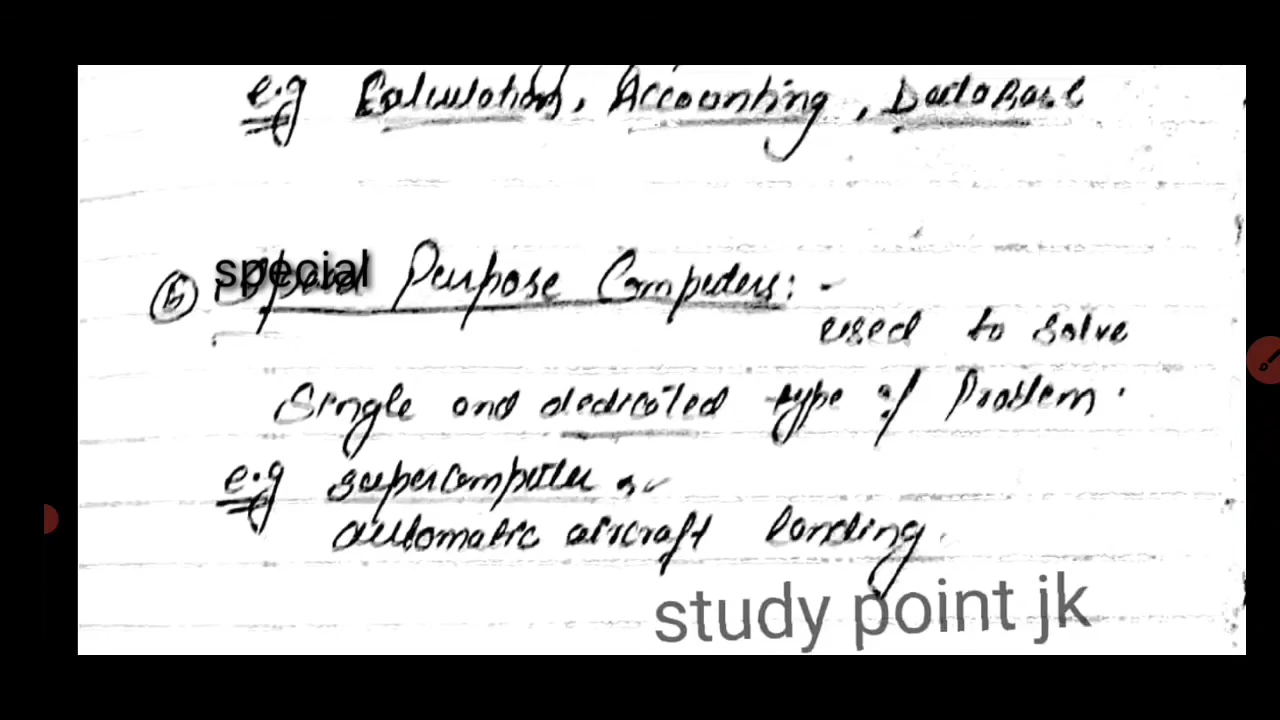 e.g Calculation, Accounting, DataBase
(b) special Purpose Computers: -
used to solve
Single and dedicated type of Problem.
e.g supercomputer
automatic aircraft landing.
study point jk